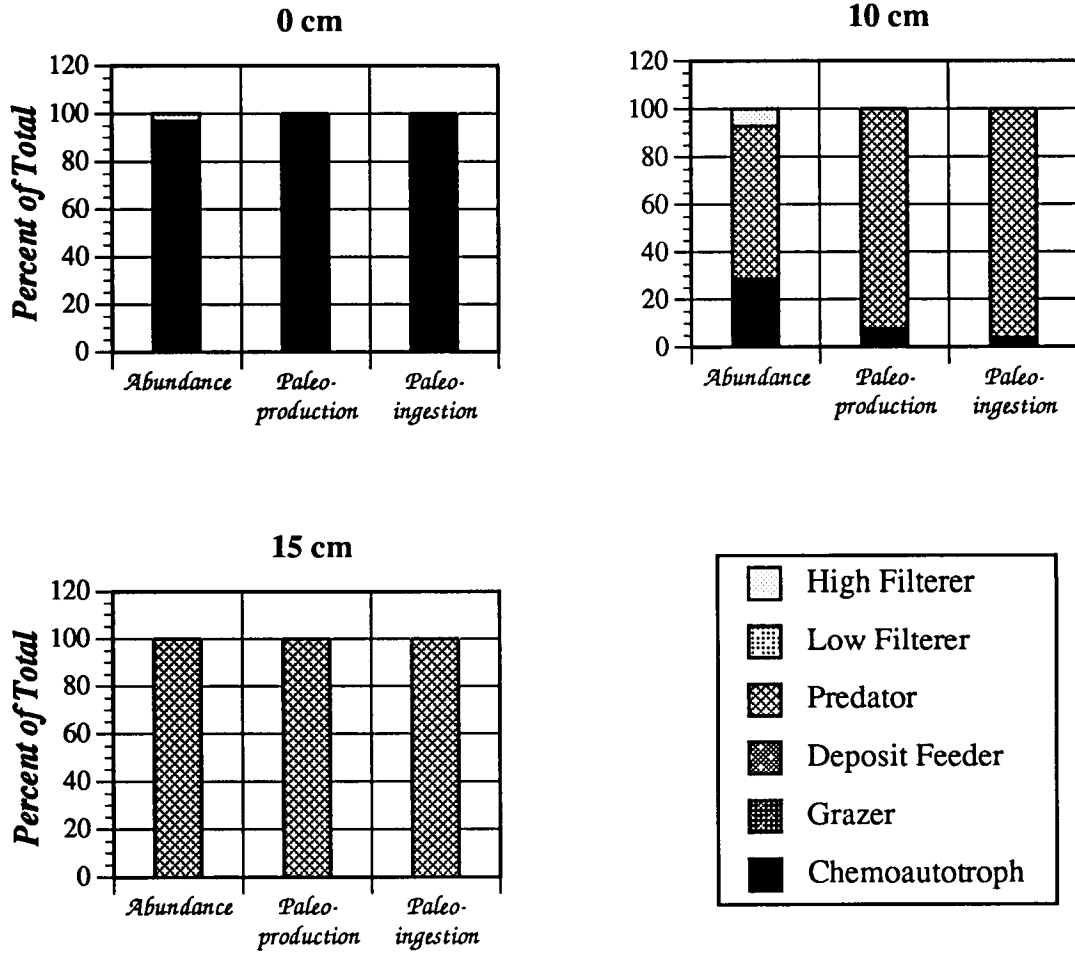 0 cm
120
100
80
60
40
20
0
Percent of Total
Abundance
Paleo-
production
Paleo-
ingestion
10 cm
120
100
80
60
40
20
0
Abundance
Paleo-
production
Paleo-
ingestion
15 cm
120
100
80
60
40
20
0
Percent of Total
Abundance
Paleo-
production
Paleo-
ingestion
High Filterer
Low Filterer
Predator
Deposit Feeder
Grazer
Chemoautotroph